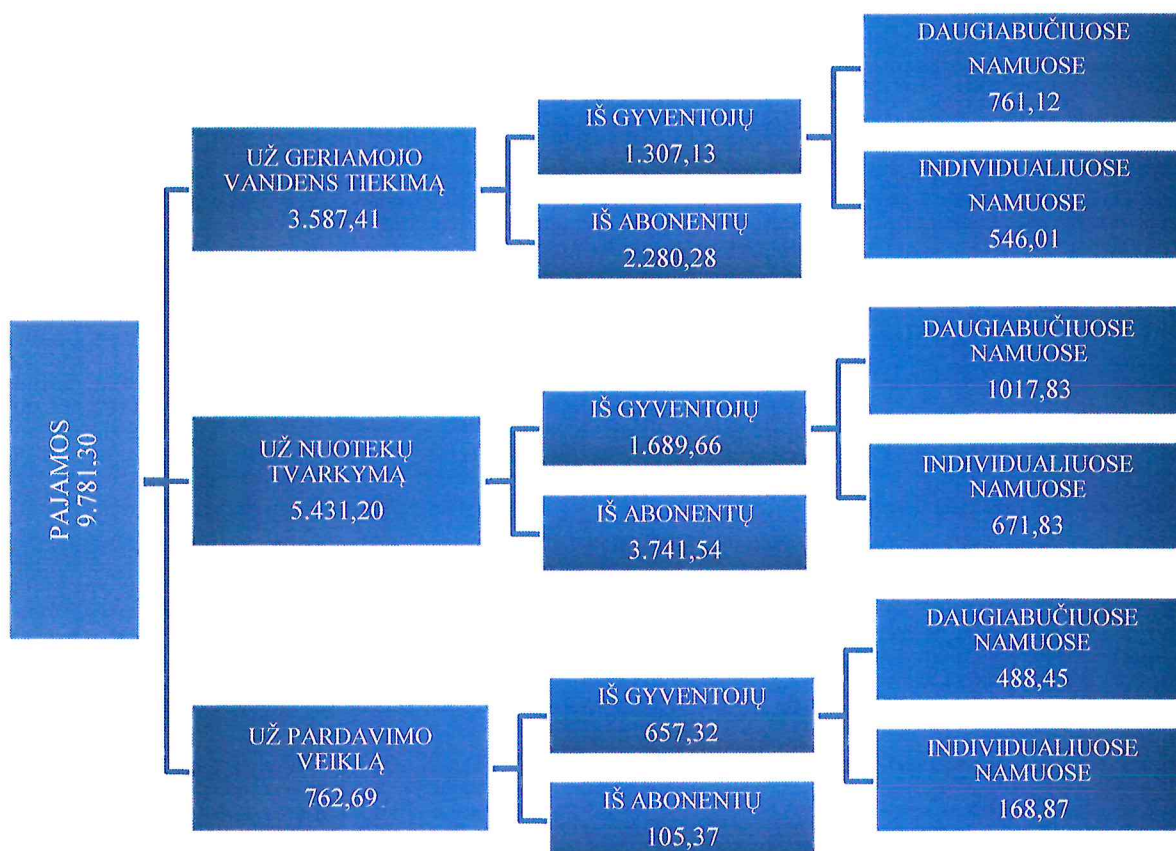 PAJAMOS
9.781,30
UŽ GERIAMOJO
VANDENS TIEKIMĄ
3.587,41
IŠ GYVENTOJŲ
1.307,13
DAUGIABUČIUOSE
NAMUOSE
761,12
INDIVIDUALIUOSE
NAMUOSE
546,01
IŠ ABONENTŲ
2.280,28
UŽ NUOTEKŲ
TVARKYMĄ
5.431,20
IŠ GYVENTOJŲ
1.689,66
DAUGIABUČIUOSE
NAMUOSE
1017,83
INDIVIDUALIUOSE
NAMUOSE
671,83
IŠ ABONENTŲ
3.741,54
UŽ PARDAVIMO
VEIKLĄ
762,69
IŠ GYVENTOJŲ
657,32
DAUGIABUČIUOSE
NAMUOSE
488,45
INDIVIDUALIUOSE
NAMUOSE
168,87
IŠ ABONENTŲ
105,37